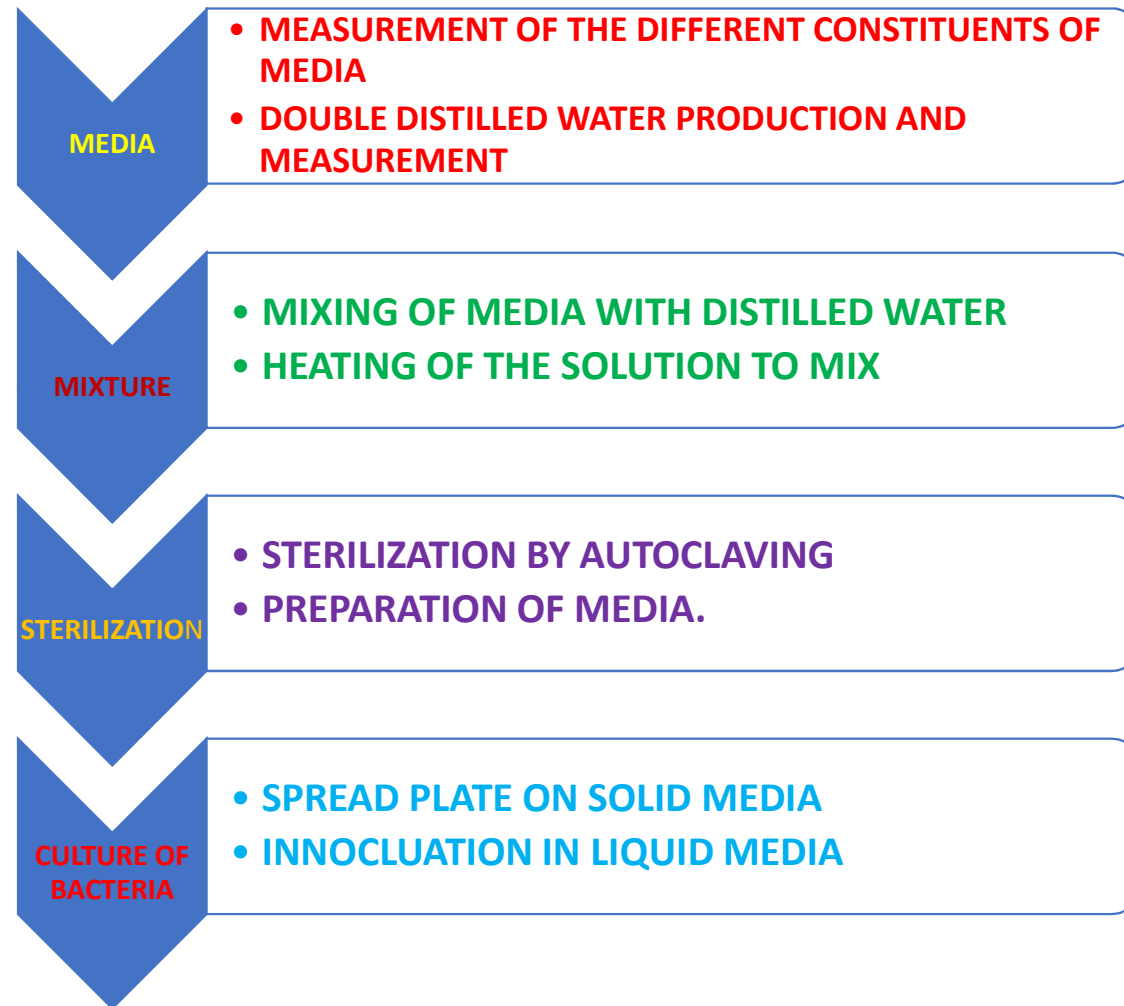 MEDIA
• MEASUREMENT OF THE DIFFERENT CONSTITUENTS OF
MEDIA
• DOUBLE DISTILLED WATER PRODUCTION AND
MEASUREMENT
MIXTURE
• MIXING OF MEDIA WITH DISTILLED WATER
• HEATING OF THE SOLUTION TO MIX
STERILIZATION
• STERILIZATION BY AUTOCLAVING
• PREPARATION OF MEDIA.
CULTURE OF
BACTERIA
• SPREAD PLATE ON SOLID MEDIA
• INNOCLUATION IN LIQUID MEDIA